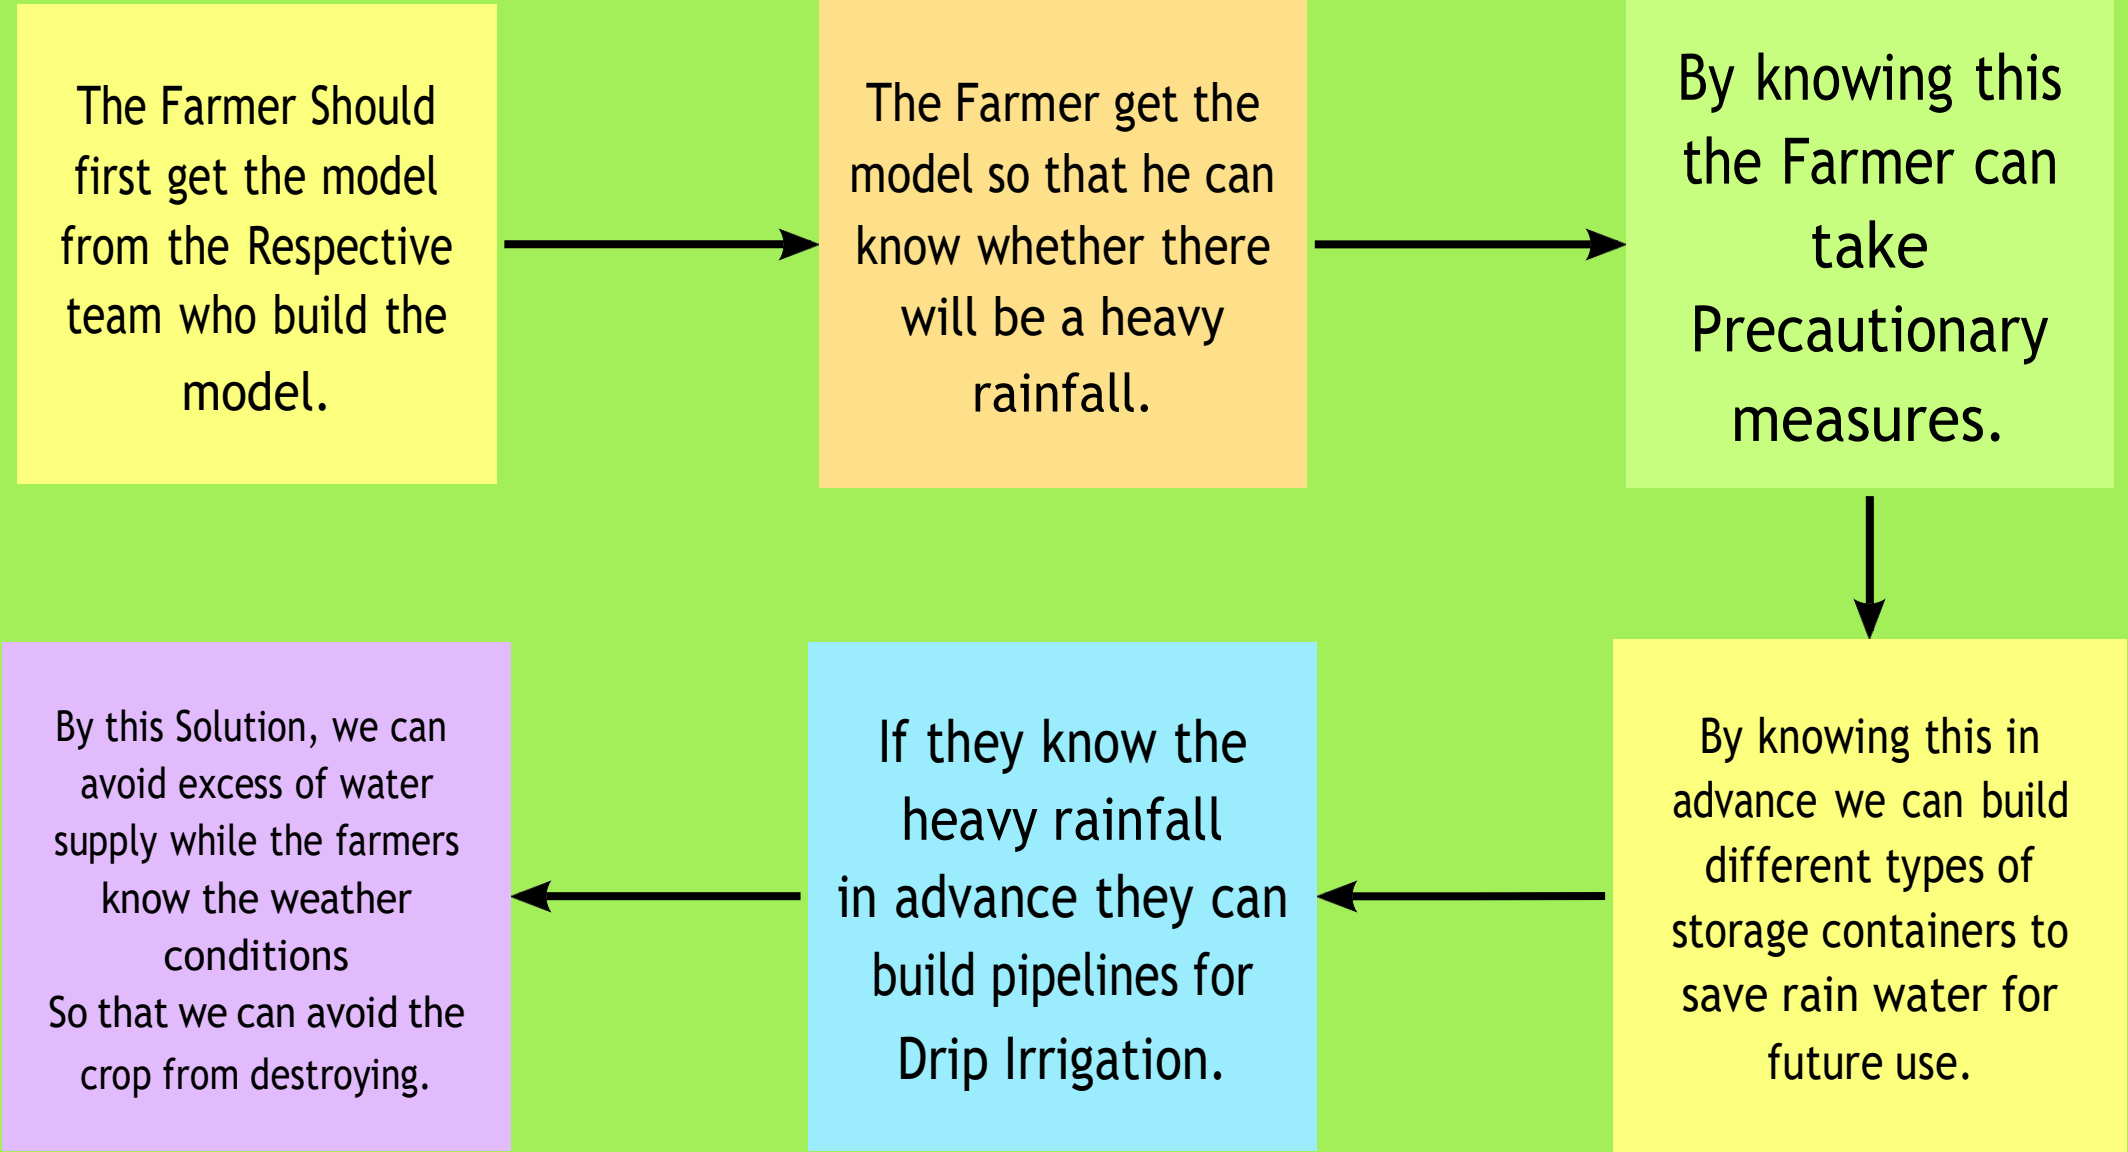 The Farmer Should
first get the model
from the Respective
team who build the
model.
The Farmer get the
model so that he can
know whether there
will be a heavy
rainfall.
By knowing this
the Farmer can
take
Precautionary
measures.
By knowing this in
advance we can build
different types of
storage containers to
save rain water for
future use.
If they know the
heavy rainfall
in advance they can
build pipelines for
Drip Irrigation.
By this Solution, we can
avoid excess of water
supply while the farmers
know the weather
conditions
So that we can avoid the
crop from destroying.